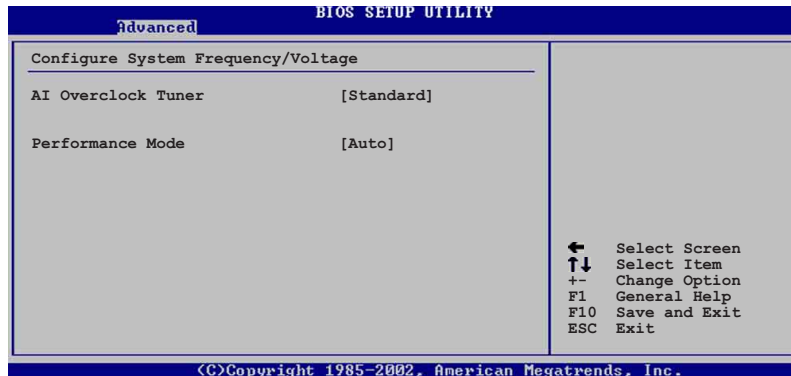 BIOS SETUP UTILITY
Advanced
Configure System Frequency/Voltage
AI Overclock Tuner [Standard]
Performance Mode [Auto]
← Select Screen
↑↓ Select Item
+- Change Option
F1 General Help
F10 Save and Exit
ESC Exit
(C)Copyright 1985-2002, American Megatrends, Inc.